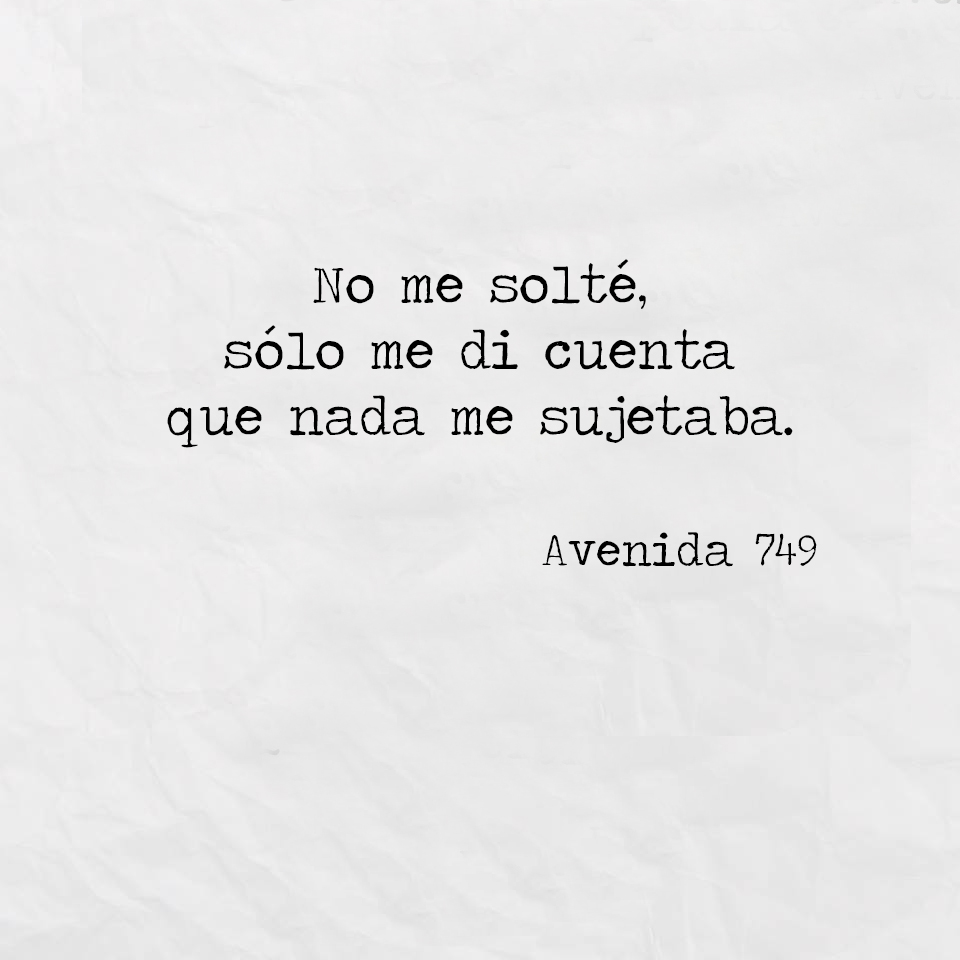 No me solté,
sólo me di cuenta
que nada me sujetaba.
Avenida 749